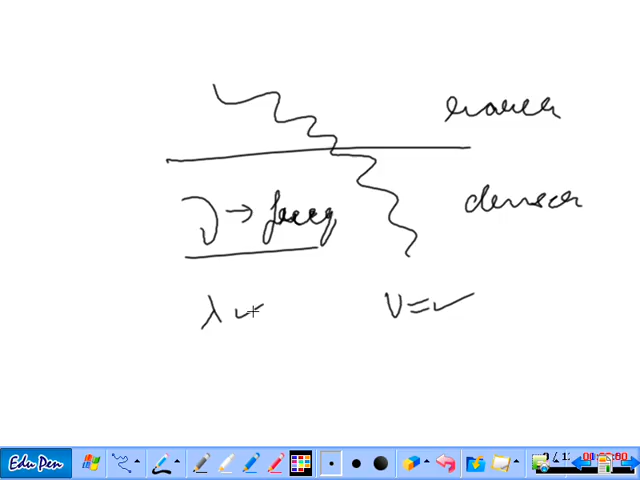 rarer
denser
ν → freq
λ ✓ V = ✓
Edu Pen